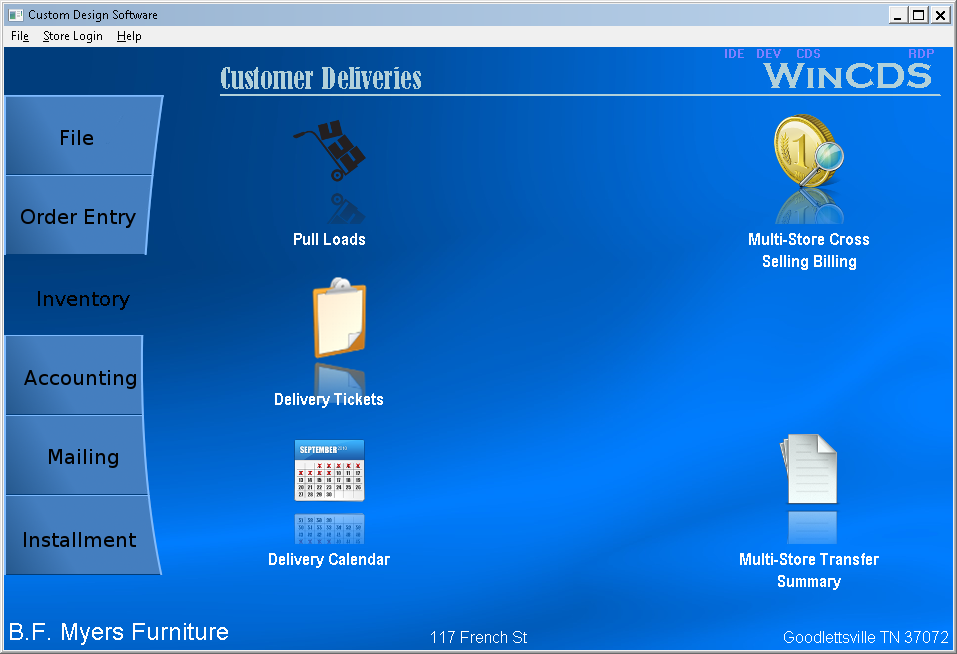 Custom Design Software
File Store Login Help
IDE DEV CDS RDP
Customer Deliveries
WinCDS
File
Order Entry
Inventory
Accounting
Mailing
Installment
Pull Loads
Multi-Store Cross
Selling Billing
Delivery Tickets
SEPTEMBER
Delivery Calendar
Multi-Store Transfer
Summary
B.F. Myers Furniture
117 French St
Goodlettsville TN 37072